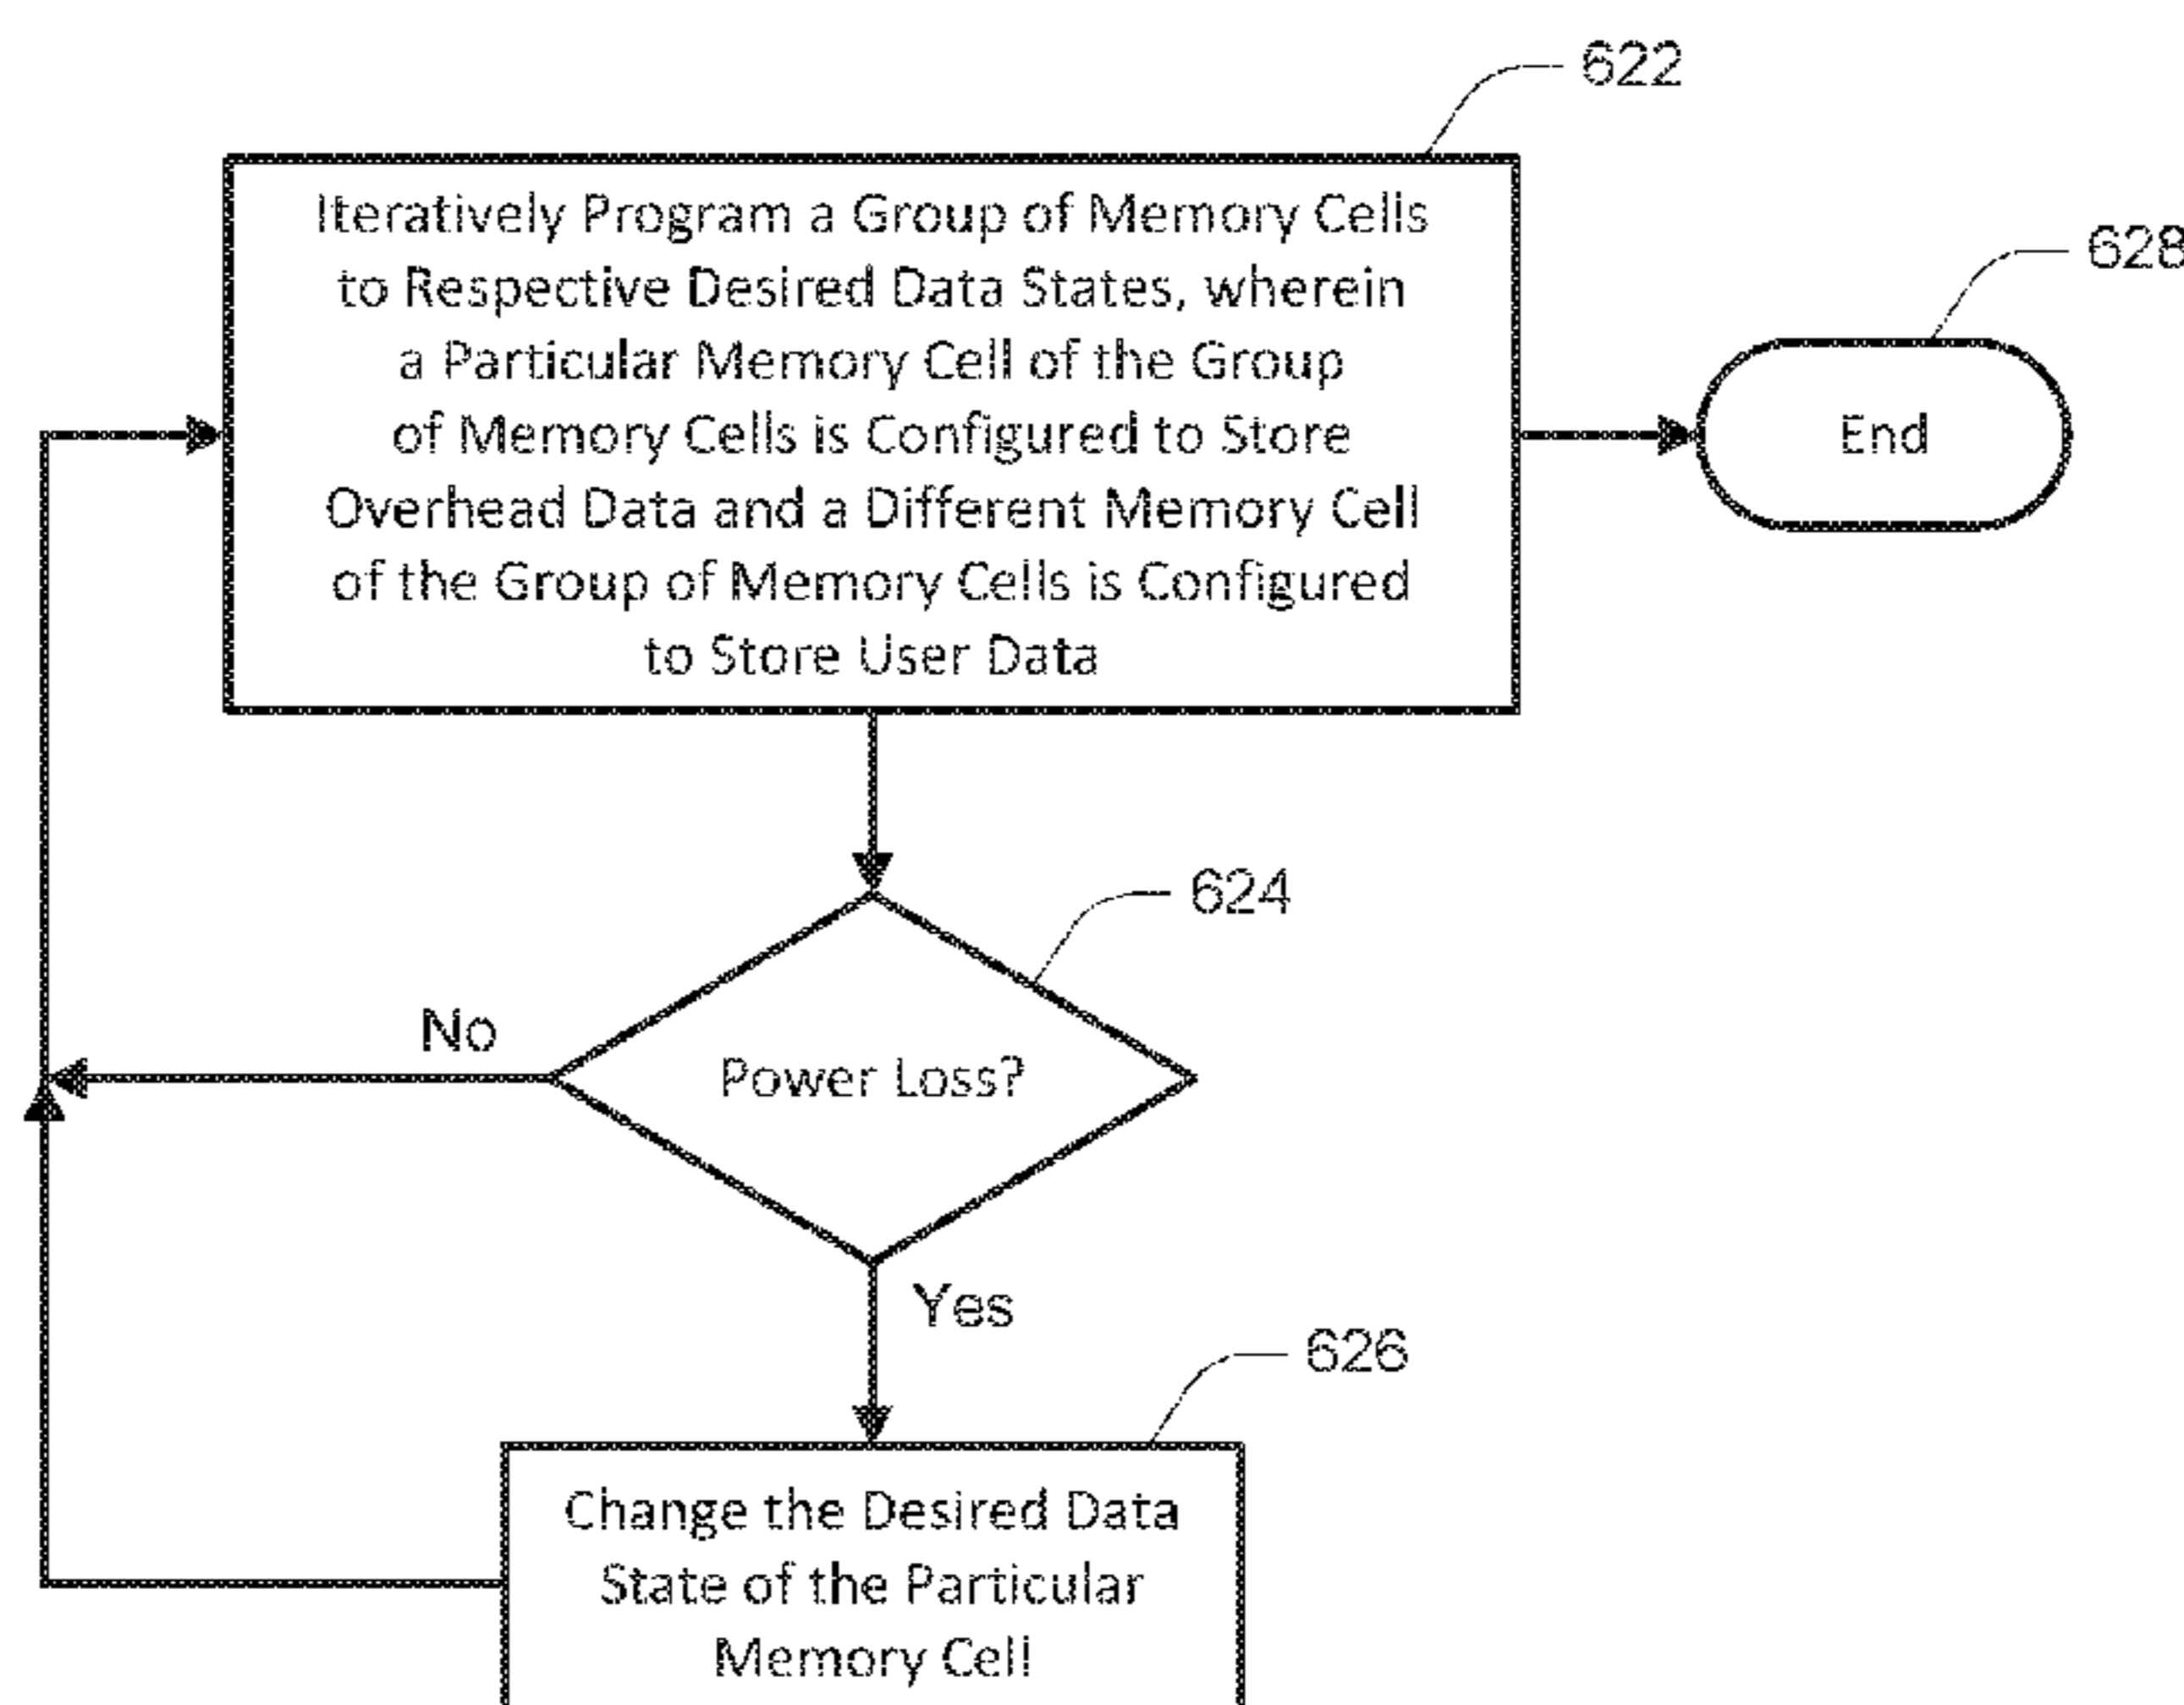 622
Iteratively Program a Group of Memory Cells
to Respective Desired Data States, wherein
a Particular Memory Cell of the Group
of Memory Cells is Configured to Store
Overhead Data and a Different Memory Cell
of the Group of Memory Cells is Configured
to Store User Data
628
End
624
No
Power Loss?
Yes
626
Change the Desired Data
State of the Particular
Memory Cell